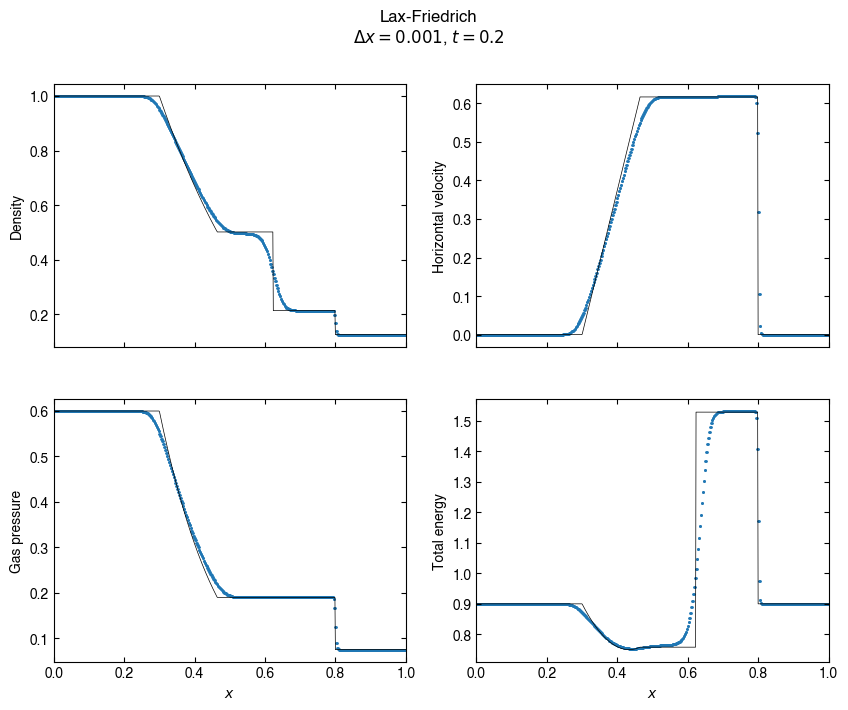 Lax-Friedrich
Δx = 0.001, t = 0.2
Density
1.0
0.8
0.6
0.4
0.2
Horizontal velocity
0.6
0.5
0.4
0.3
0.2
0.1
0.0
Gas pressure
0.6
0.5
0.4
0.3
0.2
0.1
0.0 0.2 0.4 0.6 0.8 1.0
x
Total energy
1.5
1.4
1.3
1.2
1.1
1.0
0.9
0.8
0.0 0.2 0.4 0.6 0.8 1.0
x